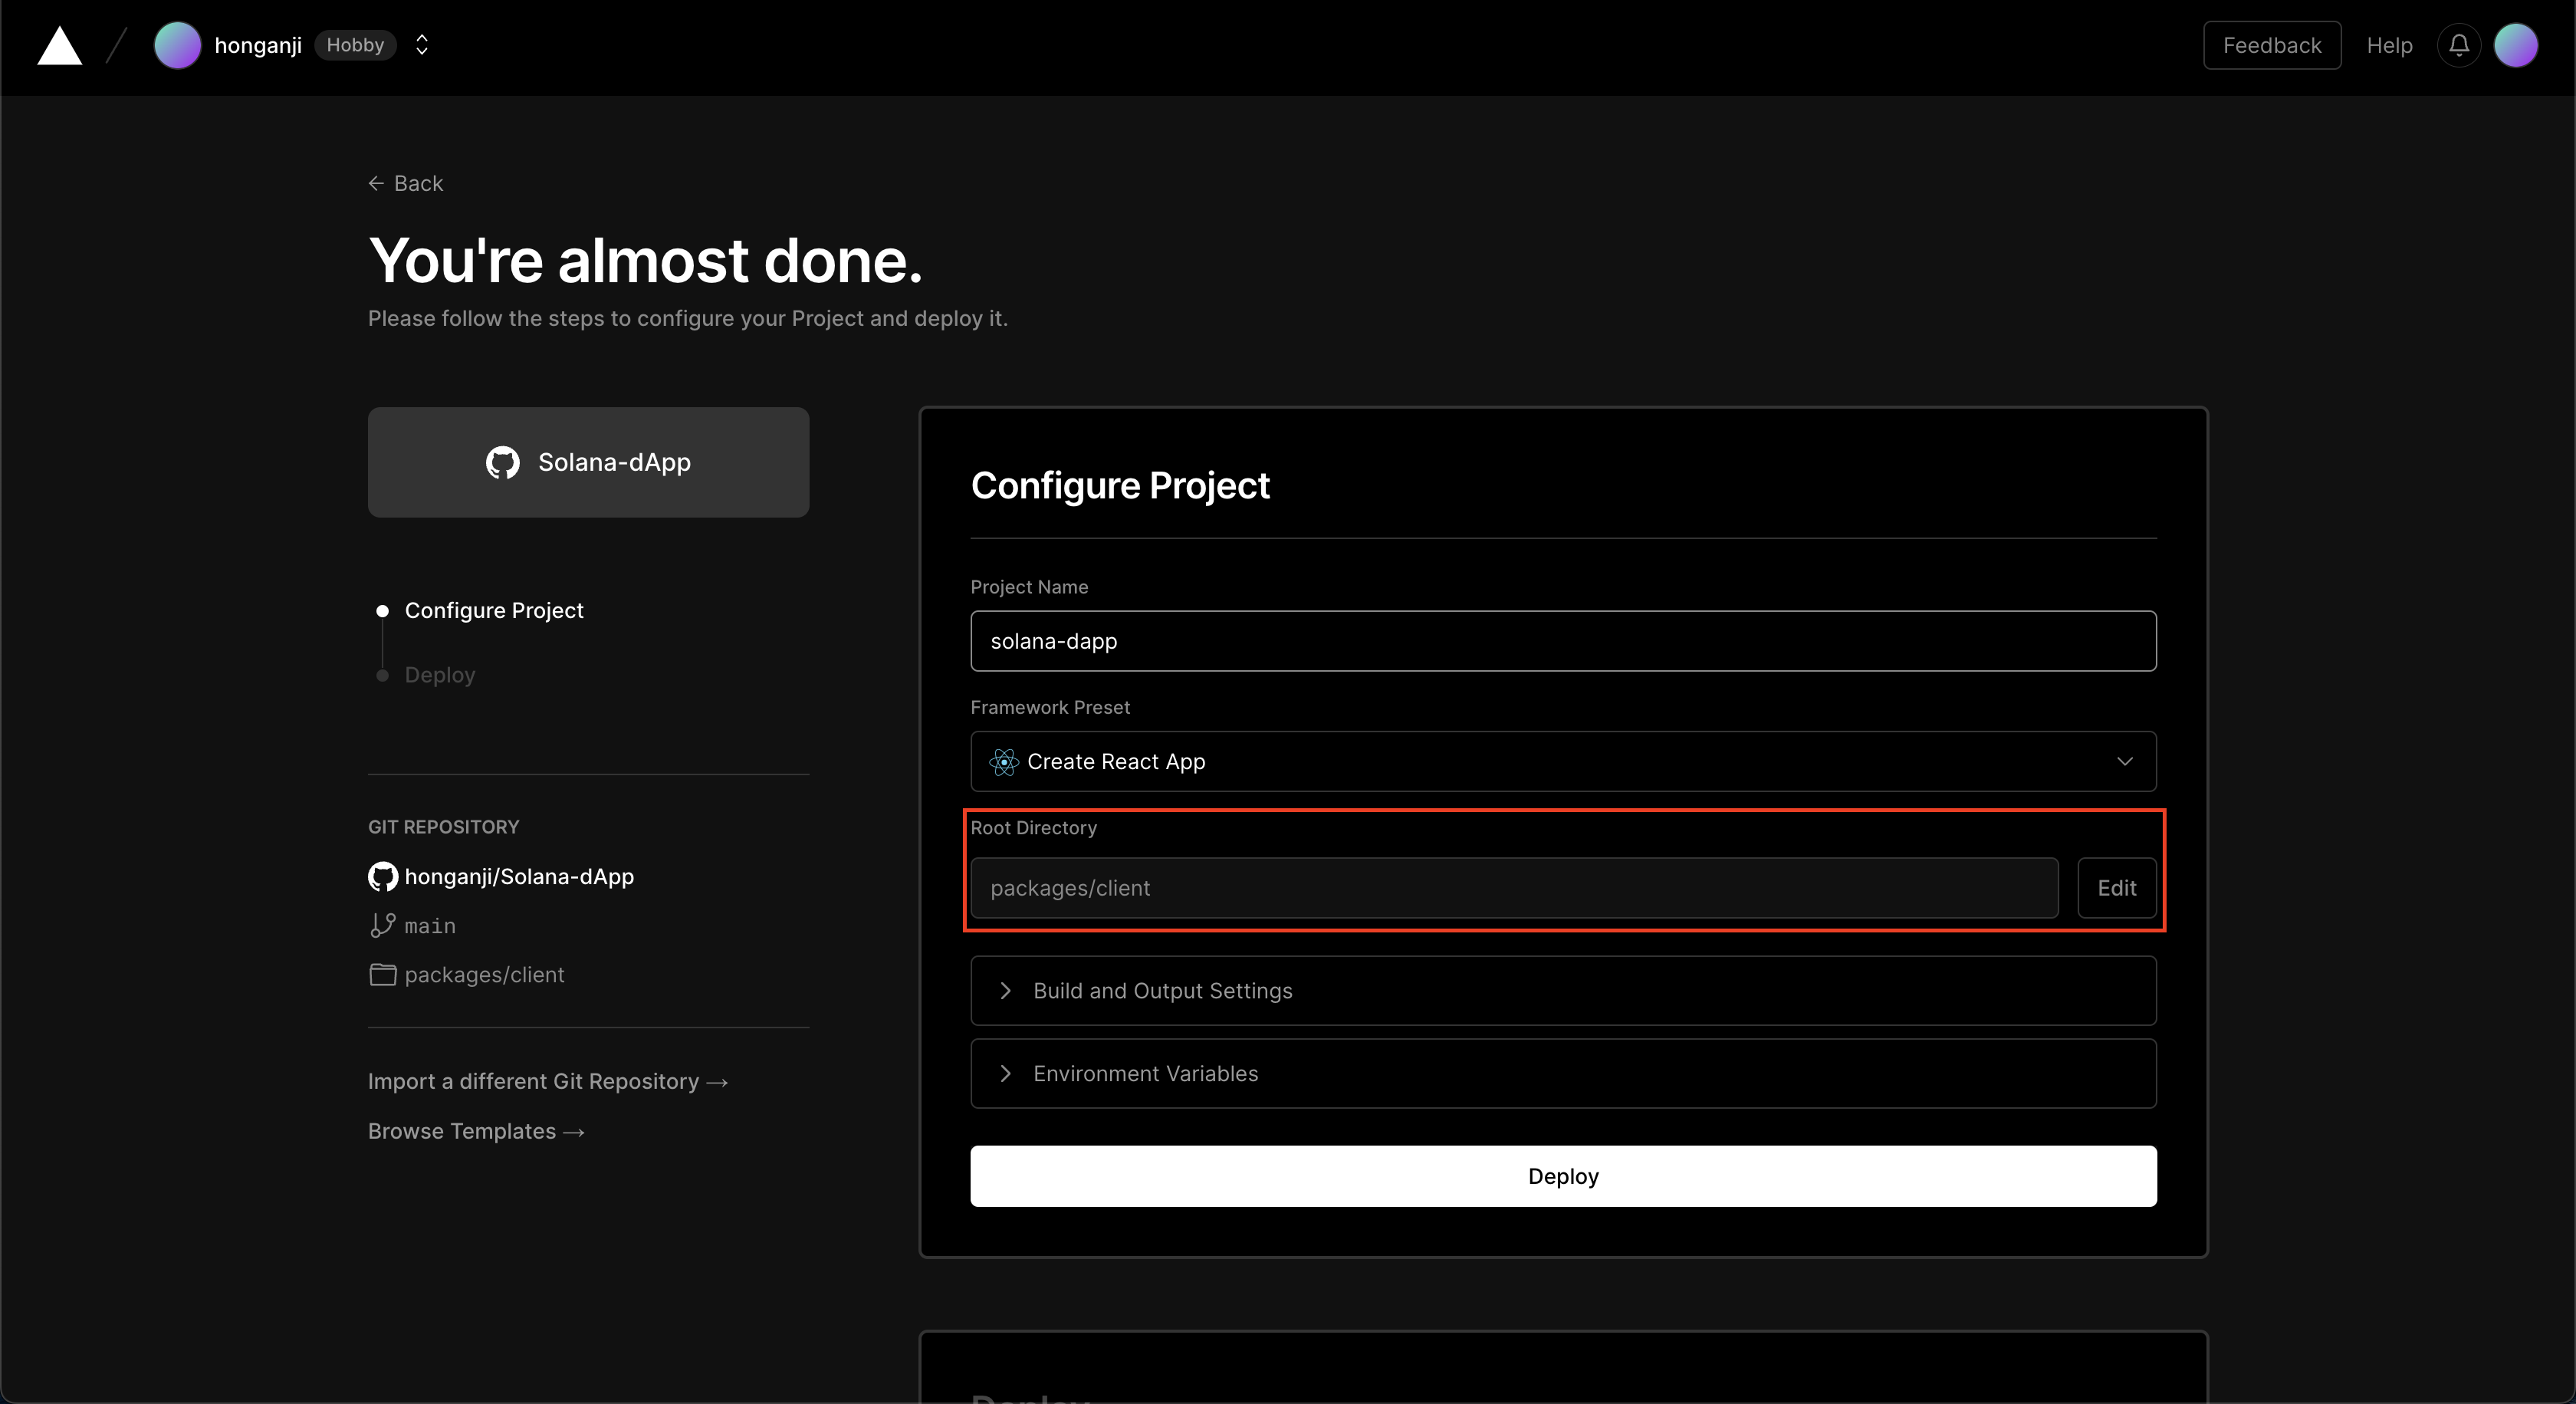 honganji Hobby
Feedback Help
← Back
You're almost done.
Please follow the steps to configure your Project and deploy it.
Solana-dApp
Configure Project
Deploy
GIT REPOSITORY
honganji/Solana-dApp
main
packages/client
Import a different Git Repository →
Browse Templates →
Configure Project
Project Name
solana-dapp
Framework Preset
Create React App
Root Directory
packages/client Edit
Build and Output Settings
Environment Variables
Deploy
Deploy